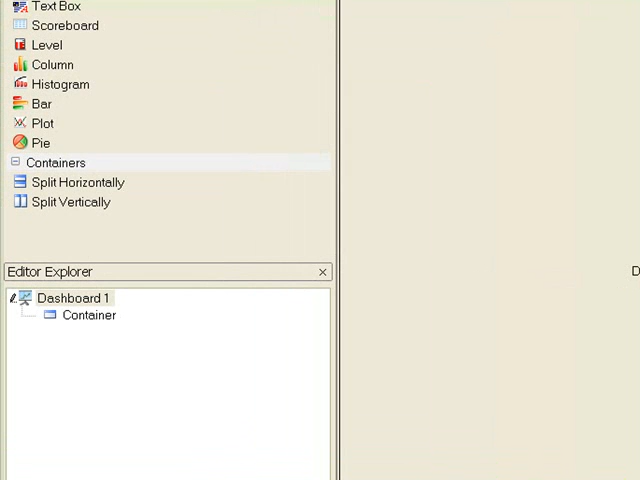 Text Box
Scoreboard
Level
Column
Histogram
Bar
Plot
Pie
Containers
Split Horizontally
Split Vertically
Editor Explorer
D
Dashboard 1
Container